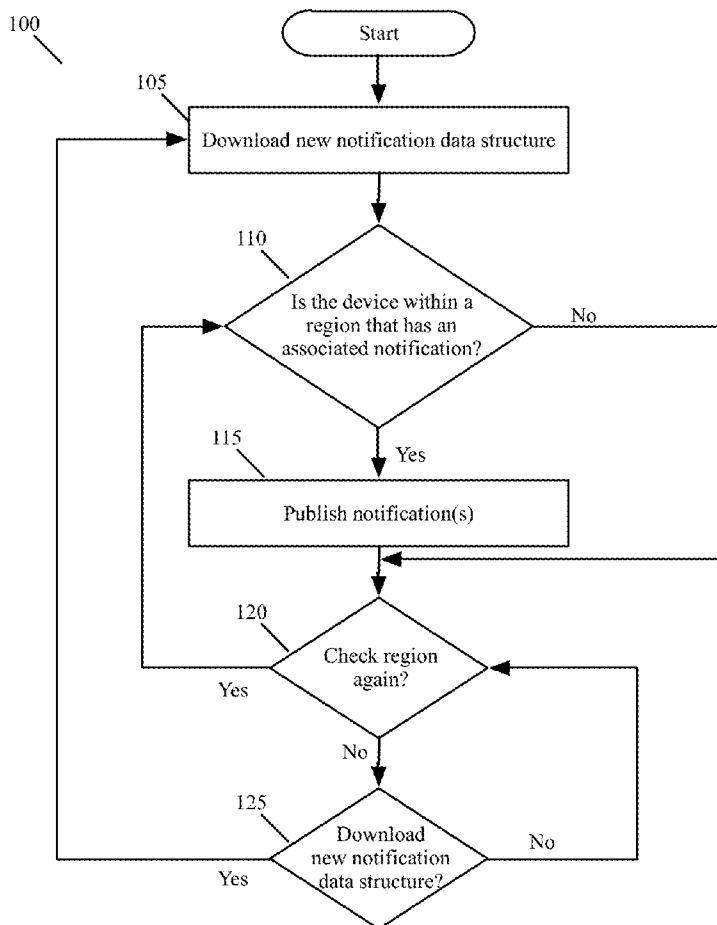 100
Start
105
Download new notification data structure
110
Is the device within a
region that has an
associated notification?
No
Yes
115
Publish notification(s)
120
Check region
again?
Yes
No
125
Download
new notification
data structure?
No
Yes